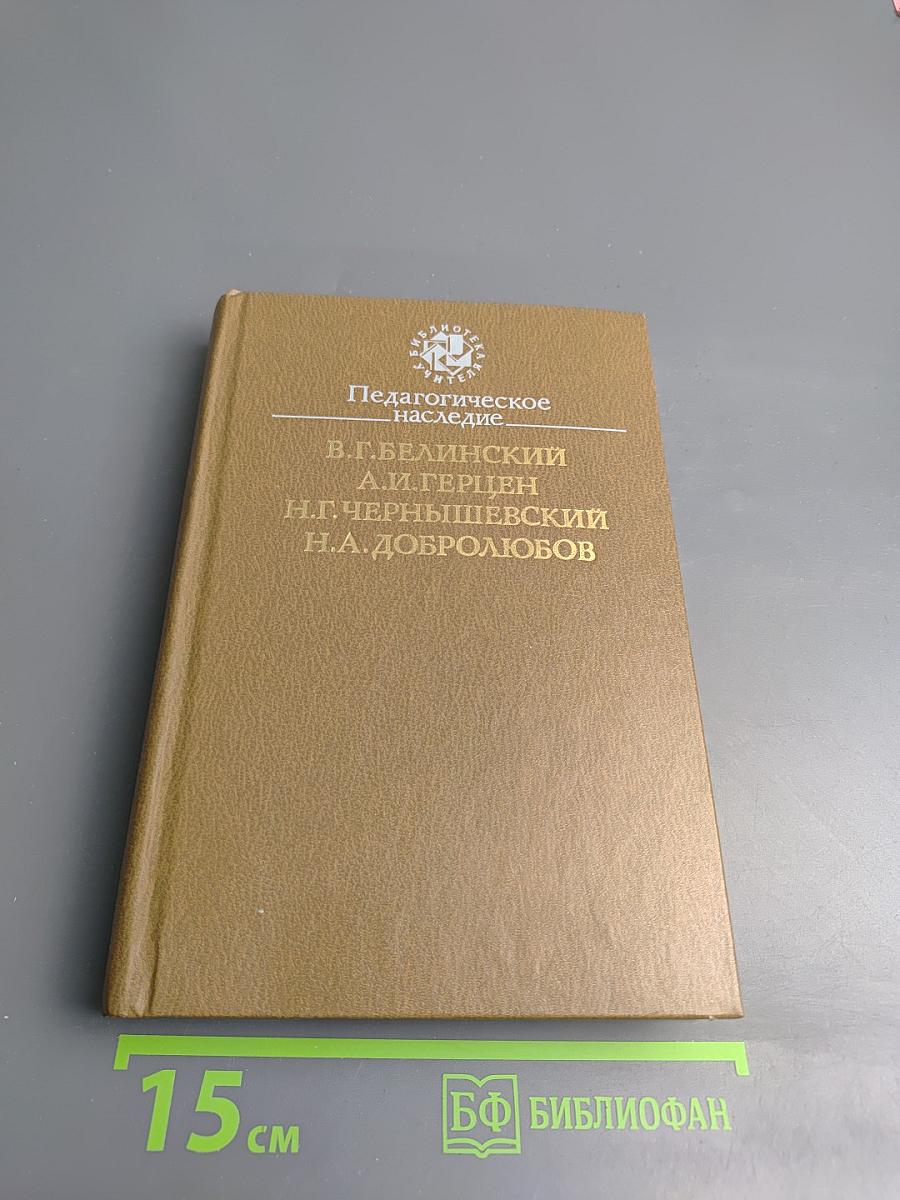 БИБЛИОТЕКА УЧИТЕЛЯ
Педагогическое
наследие
В.Г.БЕЛИНСКИЙ
А.И.ГЕРЦЕН
Н.Г.ЧЕРНЫШЕВСКИЙ
Н.А.ДОБРОЛЮБОВ
15 см
БФ БИБЛИОФАН